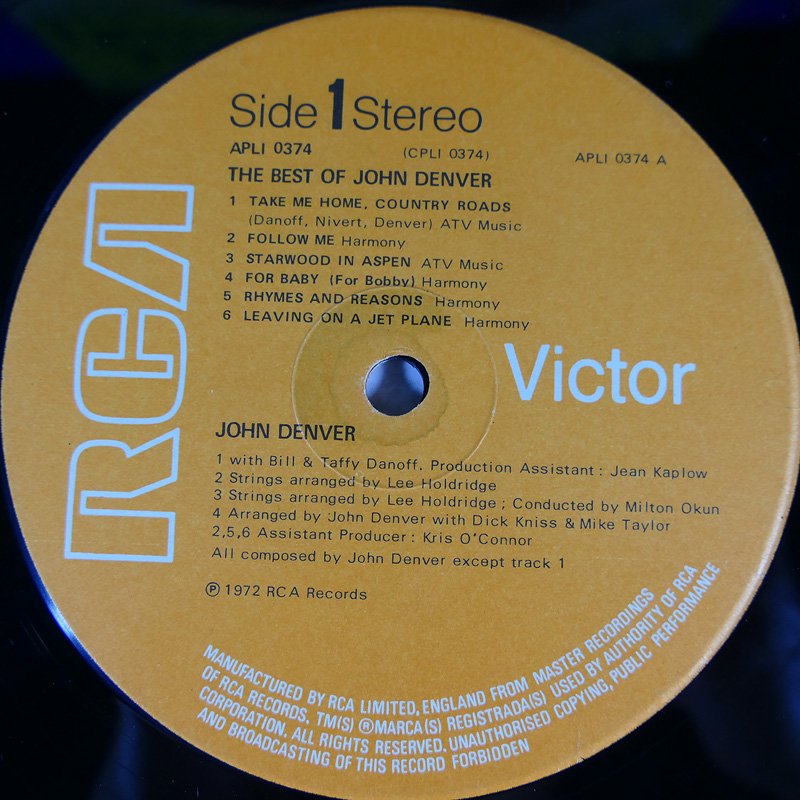 Side 1 Stereo
APLI 0374 (CPLI 0374) APLI 0374 A
THE BEST OF JOHN DENVER
1 TAKE ME HOME, COUNTRY ROADS
(Danoff, Nivert, Denver) ATV Music
2 FOLLOW ME Harmony
3 STARWOOD IN ASPEN ATV Music
4 FOR BABY (For Bobby) Harmony
5 RHYMES AND REASONS Harmony
6 LEAVING ON A JET PLANE Harmony
RCA
Victor
JOHN DENVER
1 with Bill & Taffy Danoff. Production Assistant : Jean Kaplow
2 Strings arranged by Lee Holdridge
3 Strings arranged by Lee Holdridge ; Conducted by Milton Okun
4 Arranged by John Denver with Dick Kniss & Mike Taylor
2,5,6 Assistant Producer : Kris O'Connor
All composed by John Denver except track 1
℗ 1972 RCA Records
MANUFACTURED BY RCA LIMITED, ENGLAND FROM MASTER RECORDINGS
OF RCA RECORDS. TM(S) ® MARCA(S) REGISTRADA(S) USED BY AUTHORITY OF RCA
CORPORATION. ALL RIGHTS RESERVED. UNAUTHORISED COPYING, PUBLIC PERFORMANCE
AND BROADCASTING OF THIS RECORD FORBIDDEN